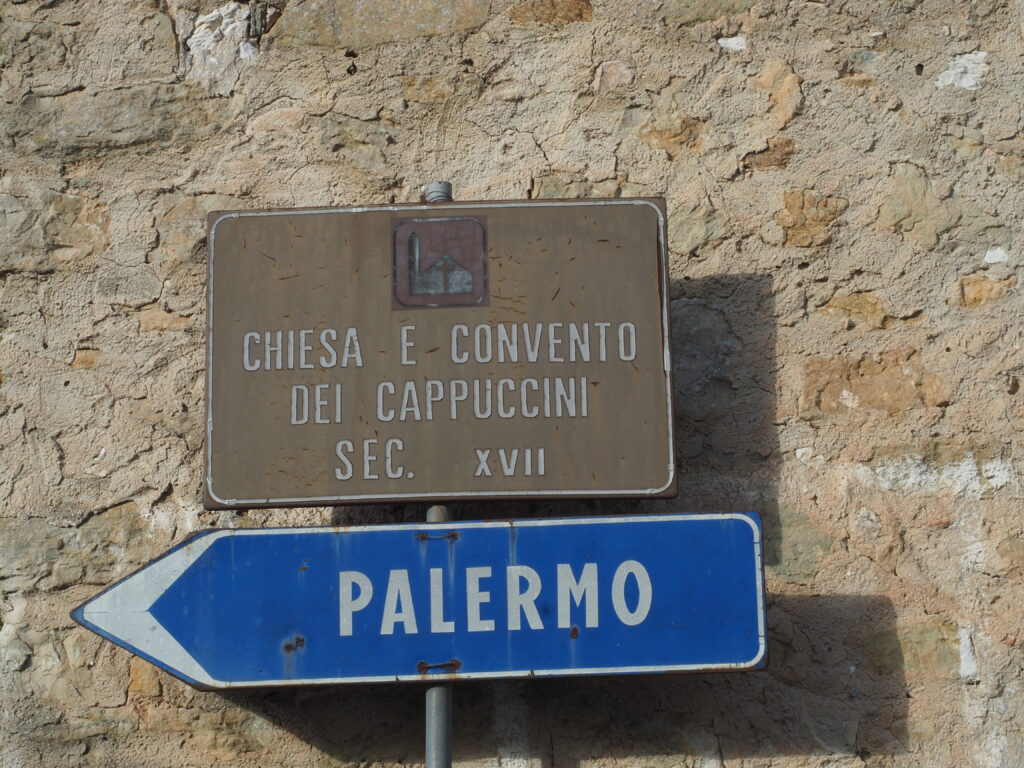 CHIESA E CONVENTO
DEI CAPPUCCINI
SEC. XVII
PALERMO